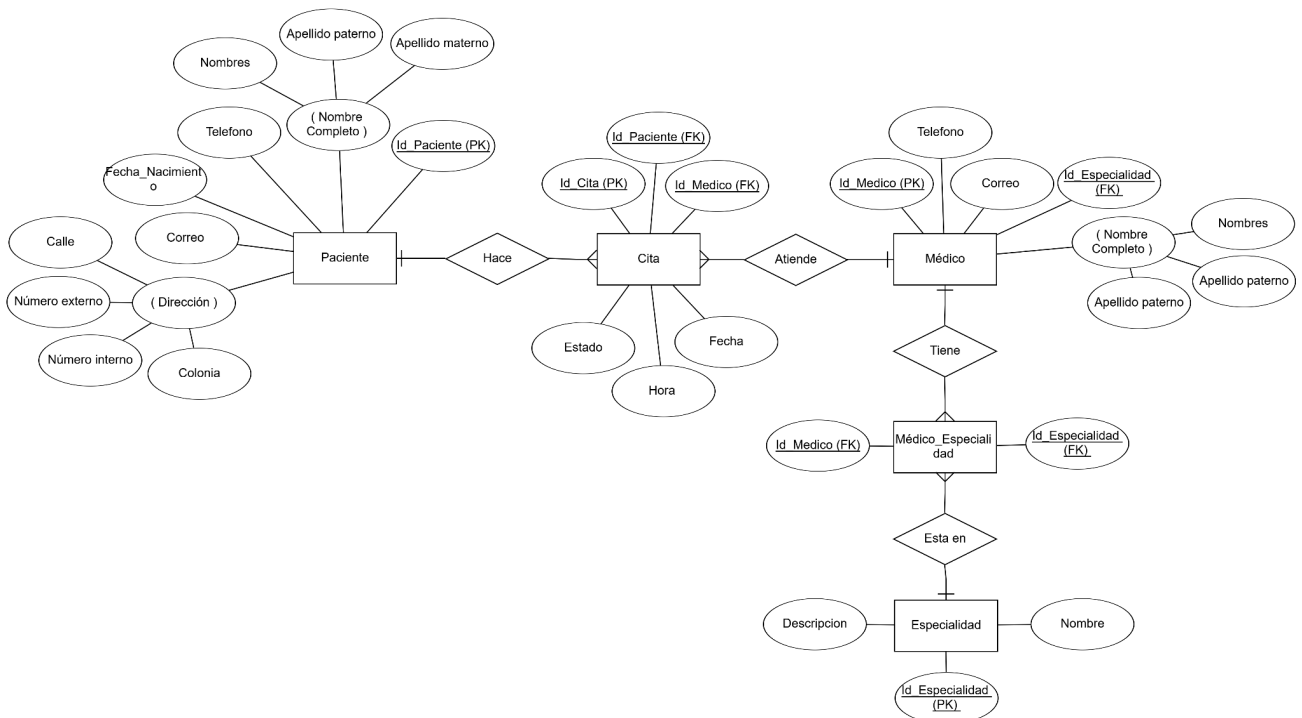 Apellido paterno
Apellido materno
Nombres
( Nombre
Completo )
Telefono
Id_Paciente (PK)
Fecha_Nacimient
o
Calle
Correo
Número externo
( Dirección )
Número interno
Colonia
Paciente
Hace
Id_Paciente (FK)
Id_Cita (PK)
Id_Medico (FK)
Cita
Estado
Hora
Fecha
Atiende
Telefono
Id_Medico (PK)
Correo
Id_Especialidad
(FK)
Médico
( Nombre
Completo )
Nombres
Apellido paterno
Apellido paterno
Tiene
Id_Medico (FK)
Médico_Especiali
dad
Id_Especialidad
(FK)
Esta en
Descripcion
Especialidad
Nombre
Id_Especialidad
(PK)